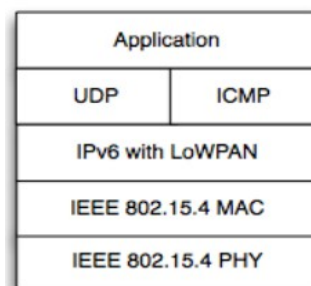 Application
UDP ICMP
IPv6 with LoWPAN
IEEE 802.15.4 MAC
IEEE 802.15.4 PHY